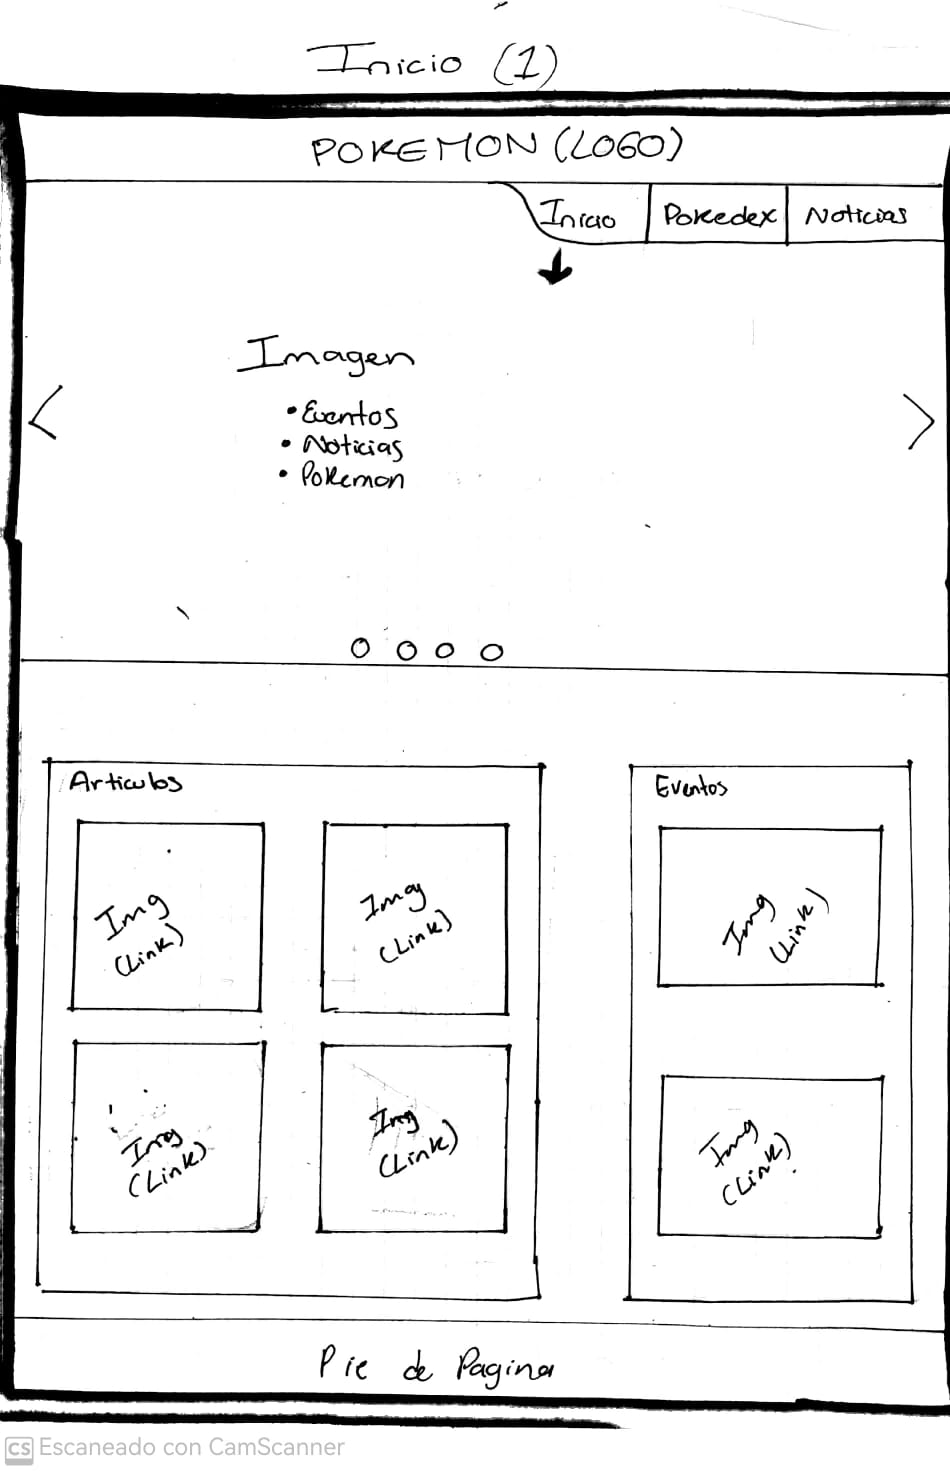 Inicio (1)
POKEMON (LOGO)
Inicio
Pokedex
Noticias
Imagen
• Eventos
• Noticias
• Pokemon
Articulos
Img
(Link)
Img
(Link)
Img
(Link)
Img
(Link)
Eventos
Img
(Link)
Img
(Link)
Pie de Pagina
CS Escaneado con CamScanner